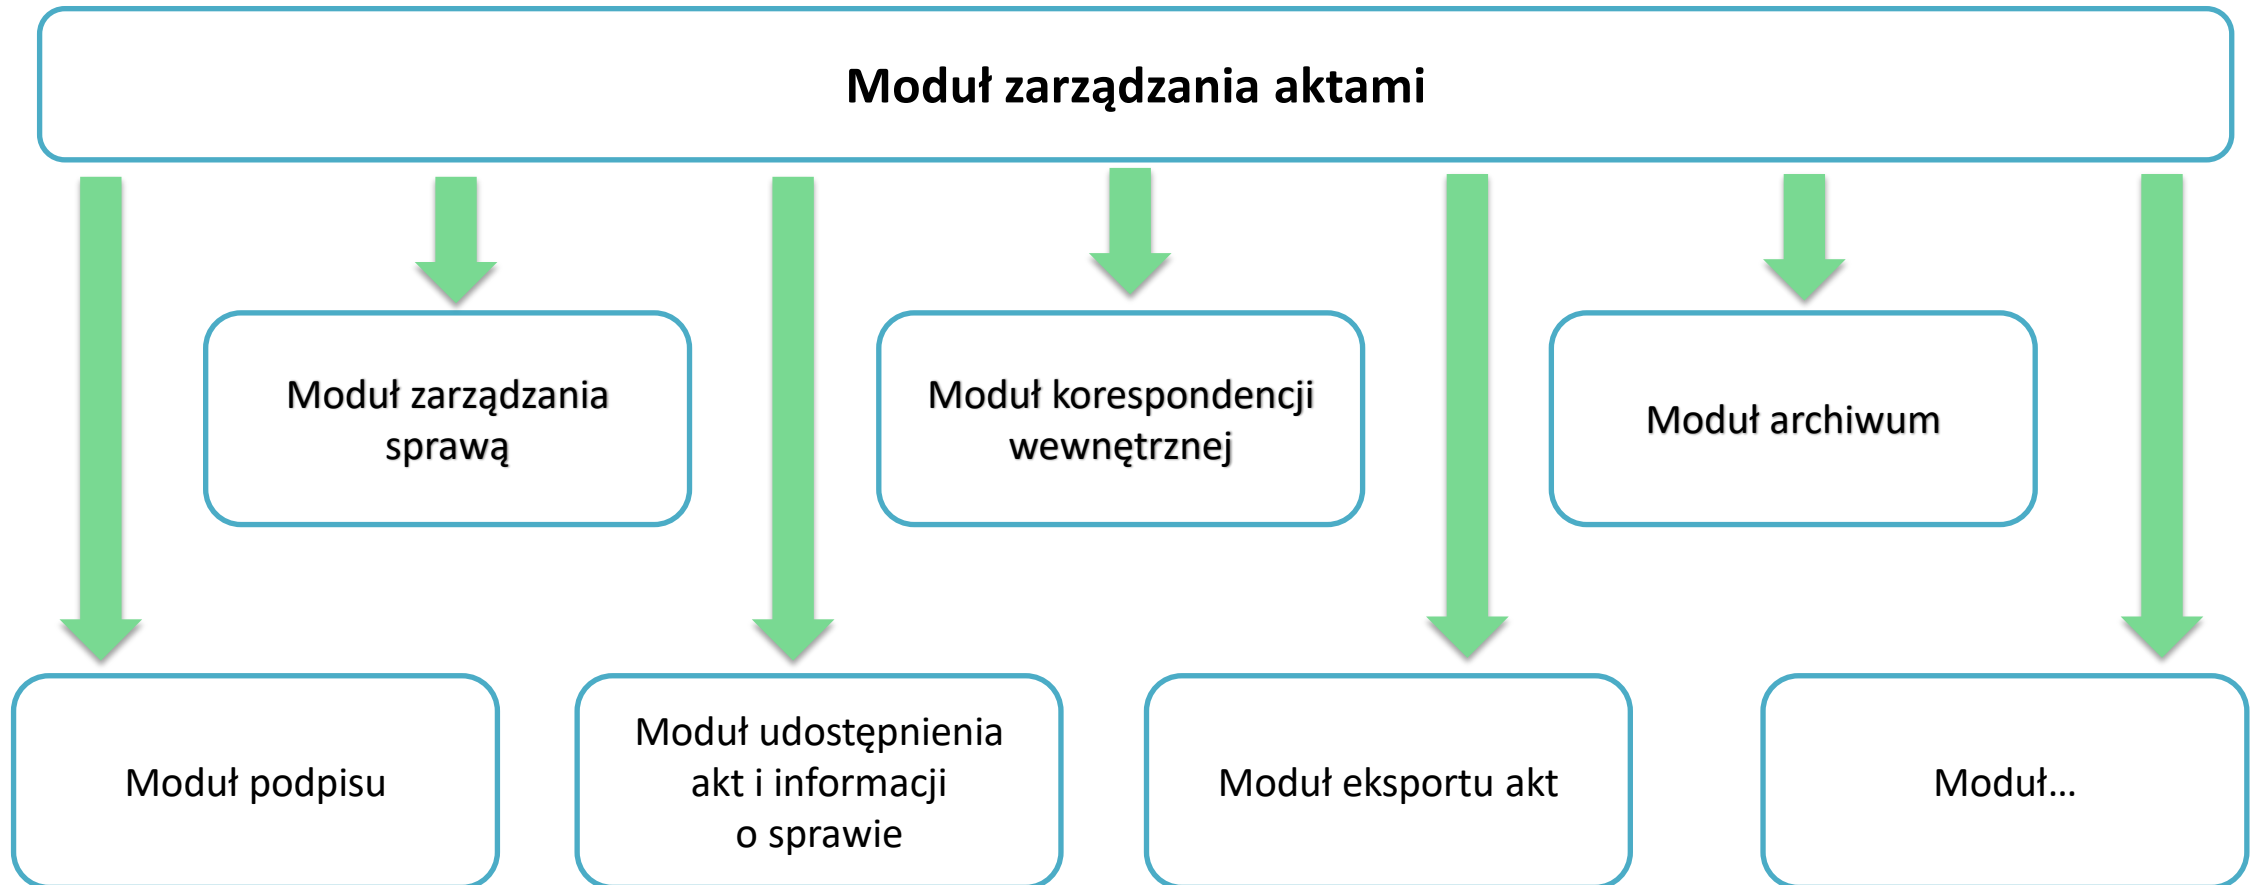 Moduł zarządzania aktami
Moduł zarządzania
sprawą
Moduł korespondencji
wewnętrznej
Moduł archiwum
Moduł podpisu
Moduł udostępnienia
akt i informacji
o sprawie
Moduł eksportu akt
Moduł...